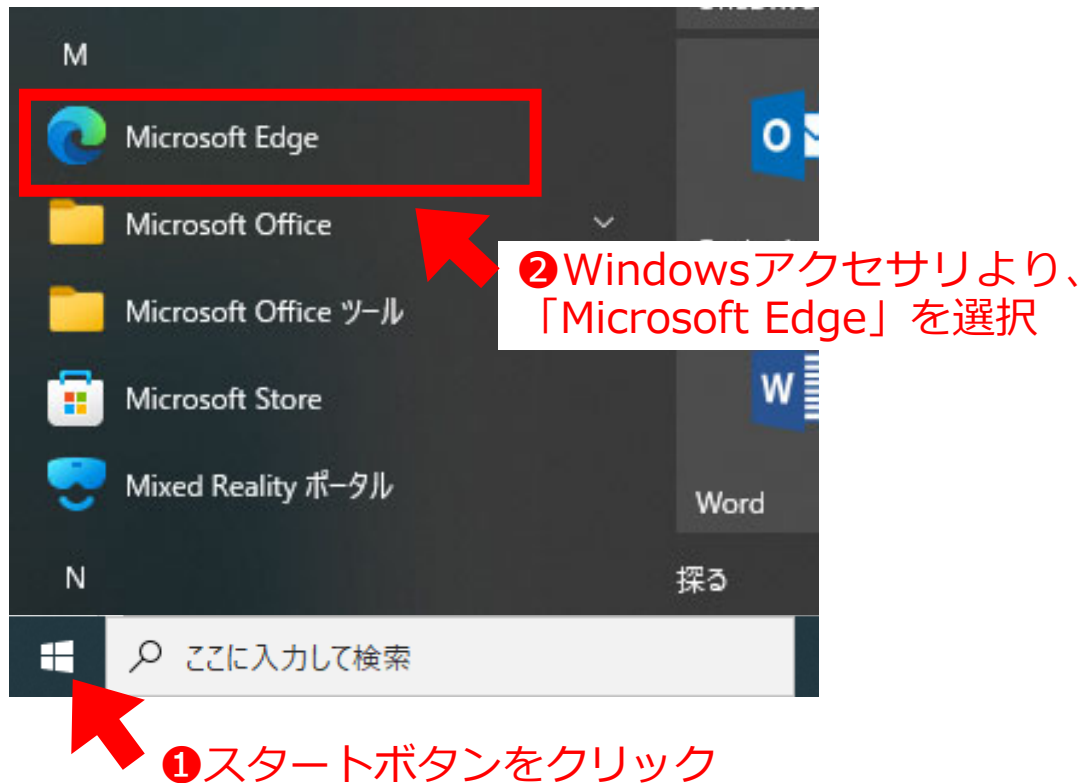 M
Microsoft Edge
Microsoft Office
❷Windowsアクセサリより、
「Microsoft Edge」を選択
Microsoft Office ツール
Microsoft Store
Mixed Reality ポータル
Word
N
探る
ここに入力して検索
❶スタートボタンをクリック